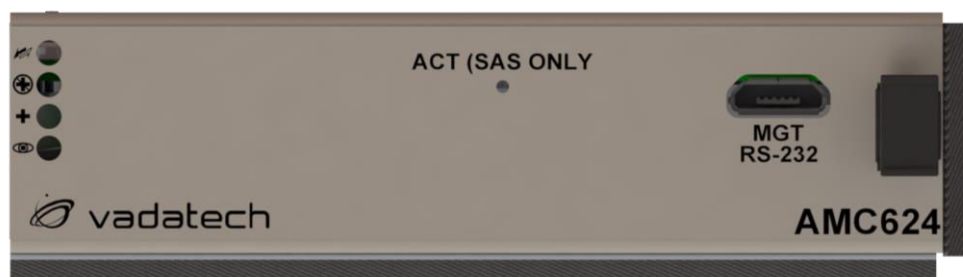 ACT (SAS ONLY
MGT
RS-232
vadatech
AMC624